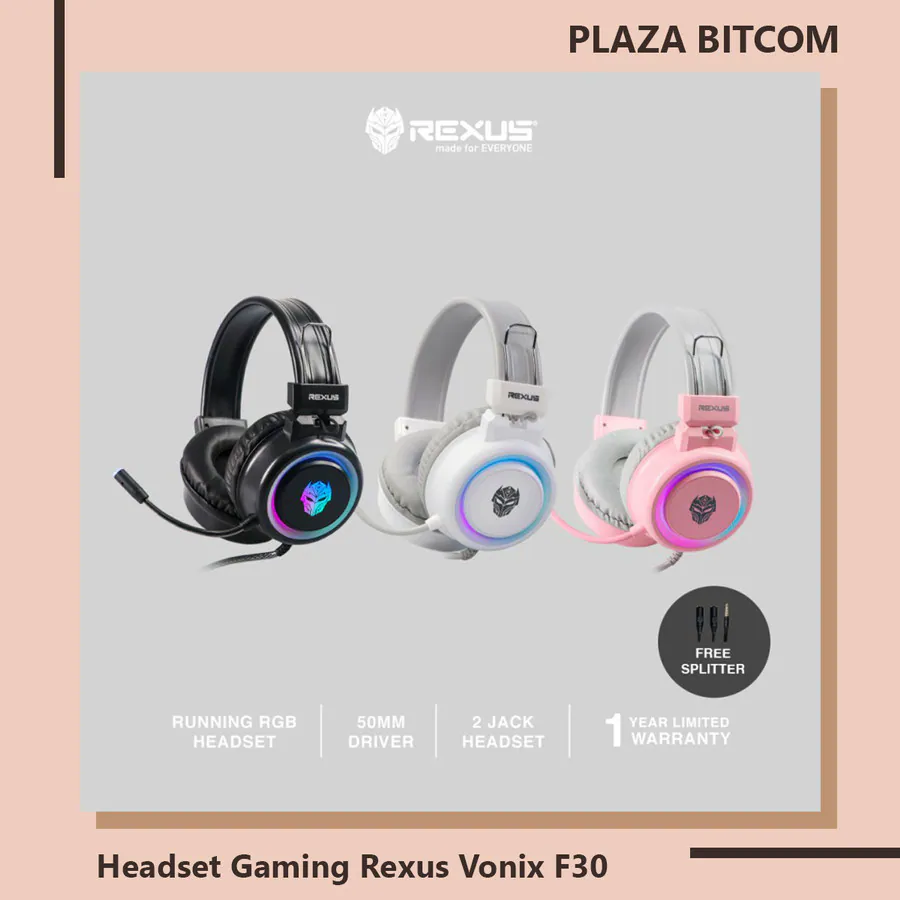 PLAZA BITCOM
REXUS®
made for EVERYONE
REXUS
REXUS
REXUS
FREE
SPLITTER
RUNNING RGB
HEADSET
50MM
DRIVER
2 JACK
HEADSET
1 YEAR LIMITED
WARRANTY
Headset Gaming Rexus Vonix F30